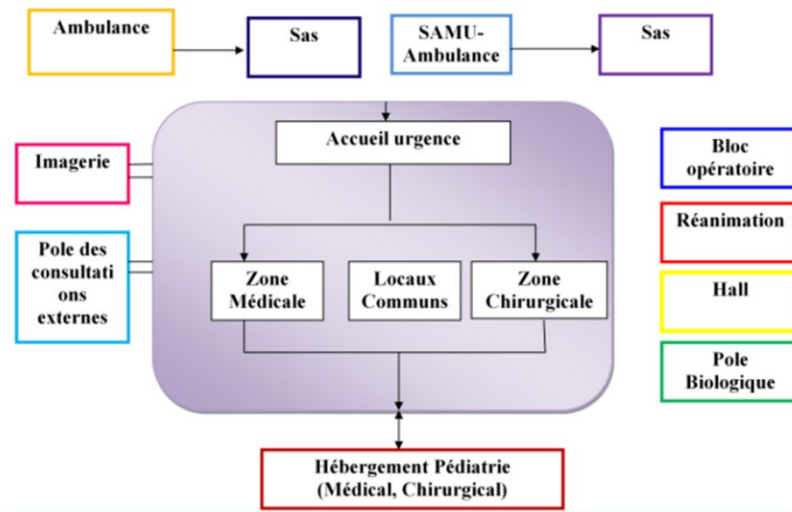 Ambulance
Sas
SAMU-
Ambulance
Sas
Accueil urgence
Imagerie
Bloc
opératoire
Réanimation
Pole des
consultati
ons
externes
Zone
Médicale
Locaux
Communs
Zone
Chirurgicale
Hall
Pole
Biologique
Hébergement Pédiatrie
(Médical, Chirurgical)